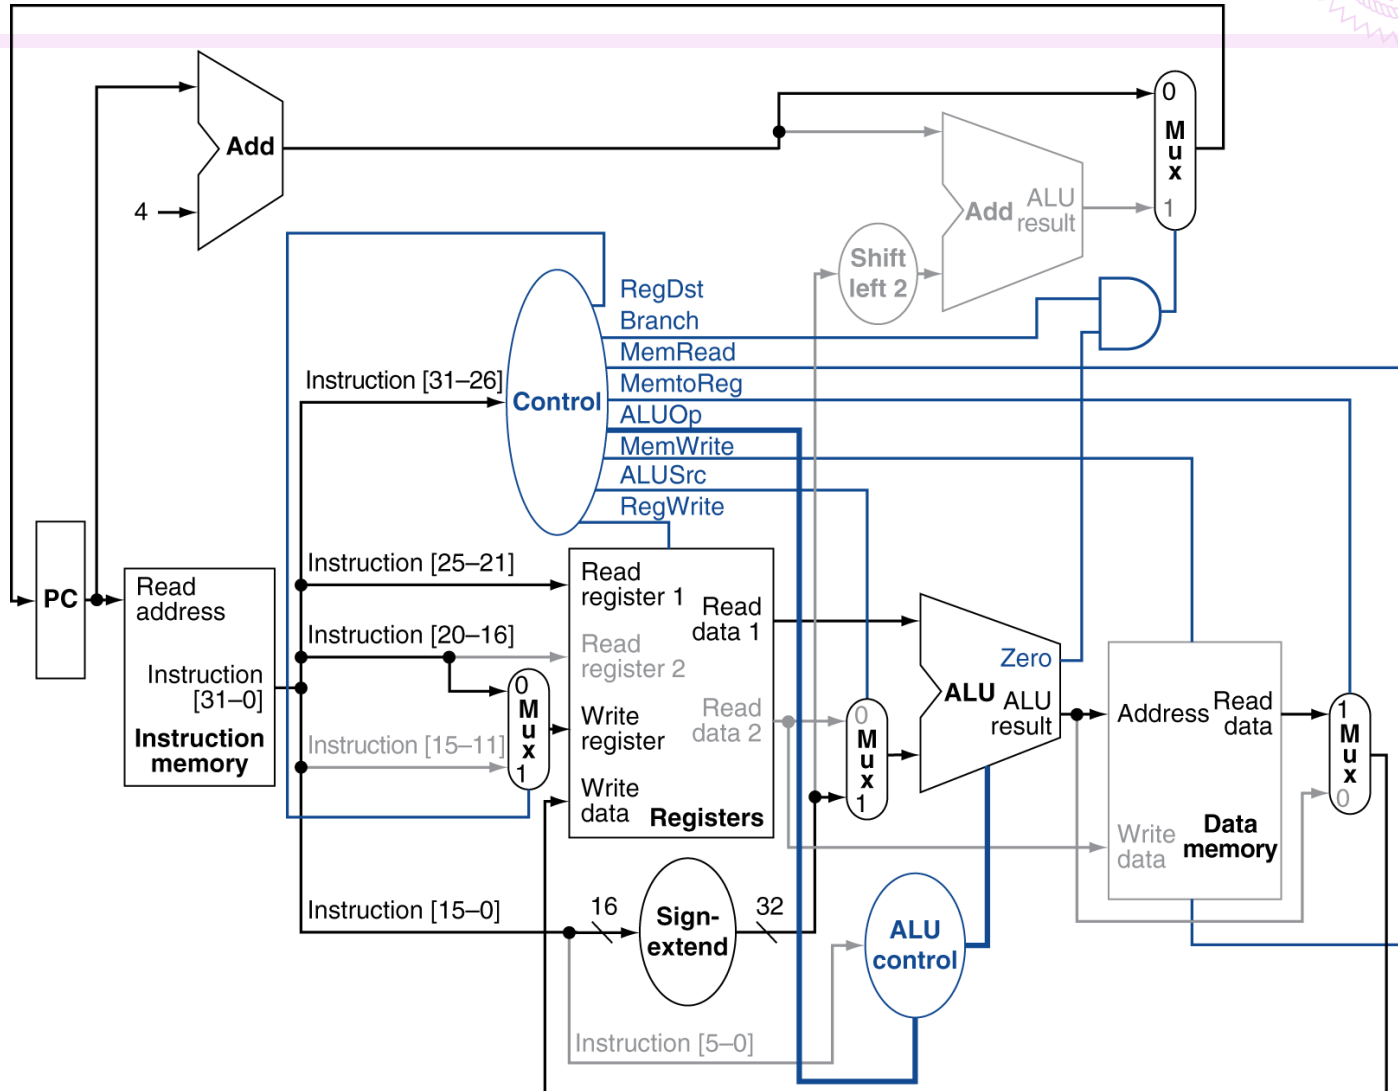 0
M
u
x
1
Add
4
Add
ALU
result
Shift
left 2
RegDst
Branch
MemRead
MemtoReg
ALUOp
MemWrite
ALUSrc
RegWrite
Instruction [31–26]
Control
Instruction [25–21]
Instruction [20–16]
Instruction [15–11]
Instruction [15–0]
Instruction [5–0]
PC
Read
address
Instruction
[31–0]
Instruction
memory
0
M
u
x
1
Read
register 1
Read
register 2
Write
register
Write
data
Read
data 1
Read
data 2
Registers
16
Sign-
extend
32
0
M
u
x
1
Zero
ALU
ALU
result
ALU
control
Address
Read
data
Write
data
Data
memory
1
M
u
x
0